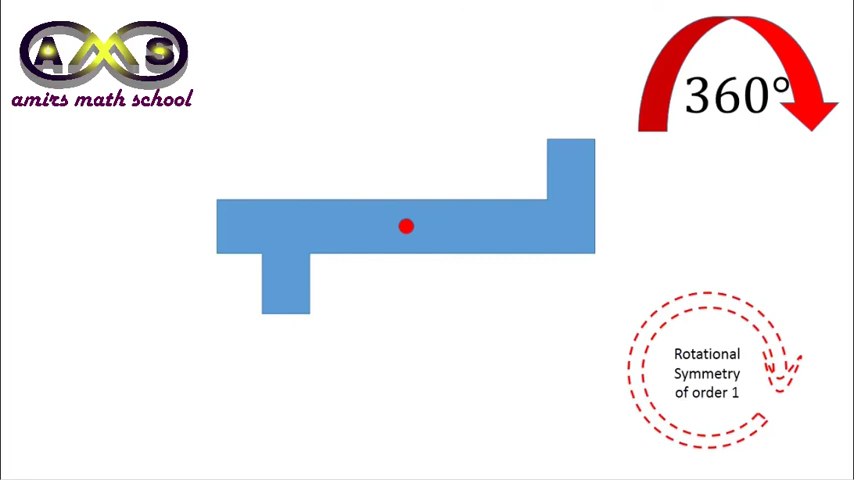 AMS
amirs math school
360°
Rotational
Symmetry
of order 1